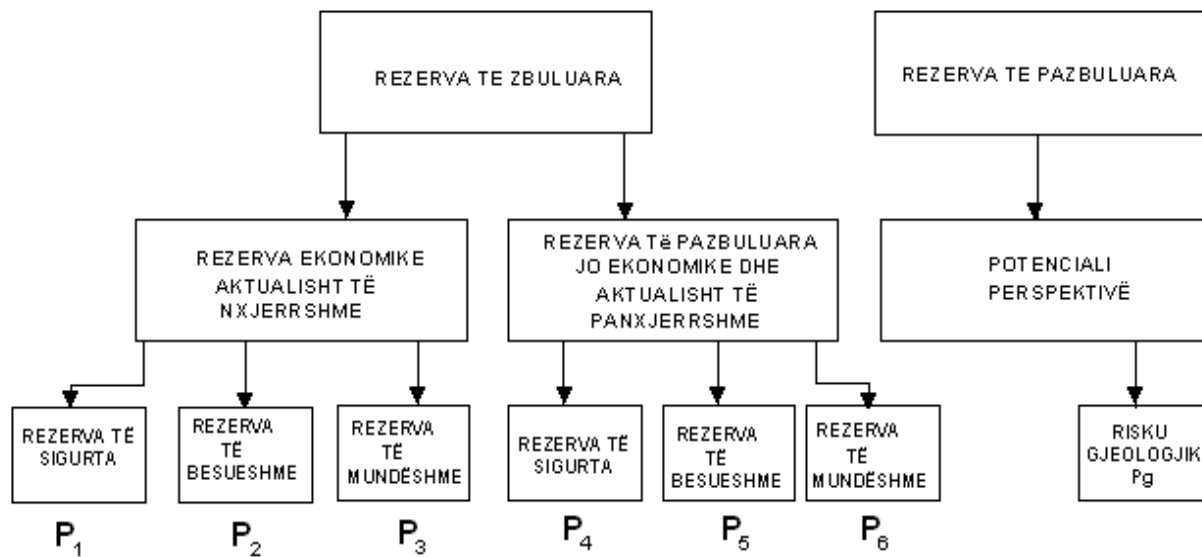 REZERVA TE ZBULUARA
REZERVA TE PAZBULUARA
REZERVA EKONOMIKE
AKTUALISHT TË
NXJERRSHME
REZERVA Të PAZBULUARA
JO EKONOMIKE DHE
AKTUALISHT TË
PANXJERRSHME
POTENCIALI
PERSPEKTIVË
REZERVA TË
SIGURTA
REZERVA
TË
BESUESHME
REZERVA
TË
MUNDËSHME
REZERVA TË
SIGURTA
REZERVA
TË
BESUESHME
REZERVA
TË
MUNDËSHME
RISKU
GJEOLOGJIK
Pg
P1
P2
P3
P4
P5
P6